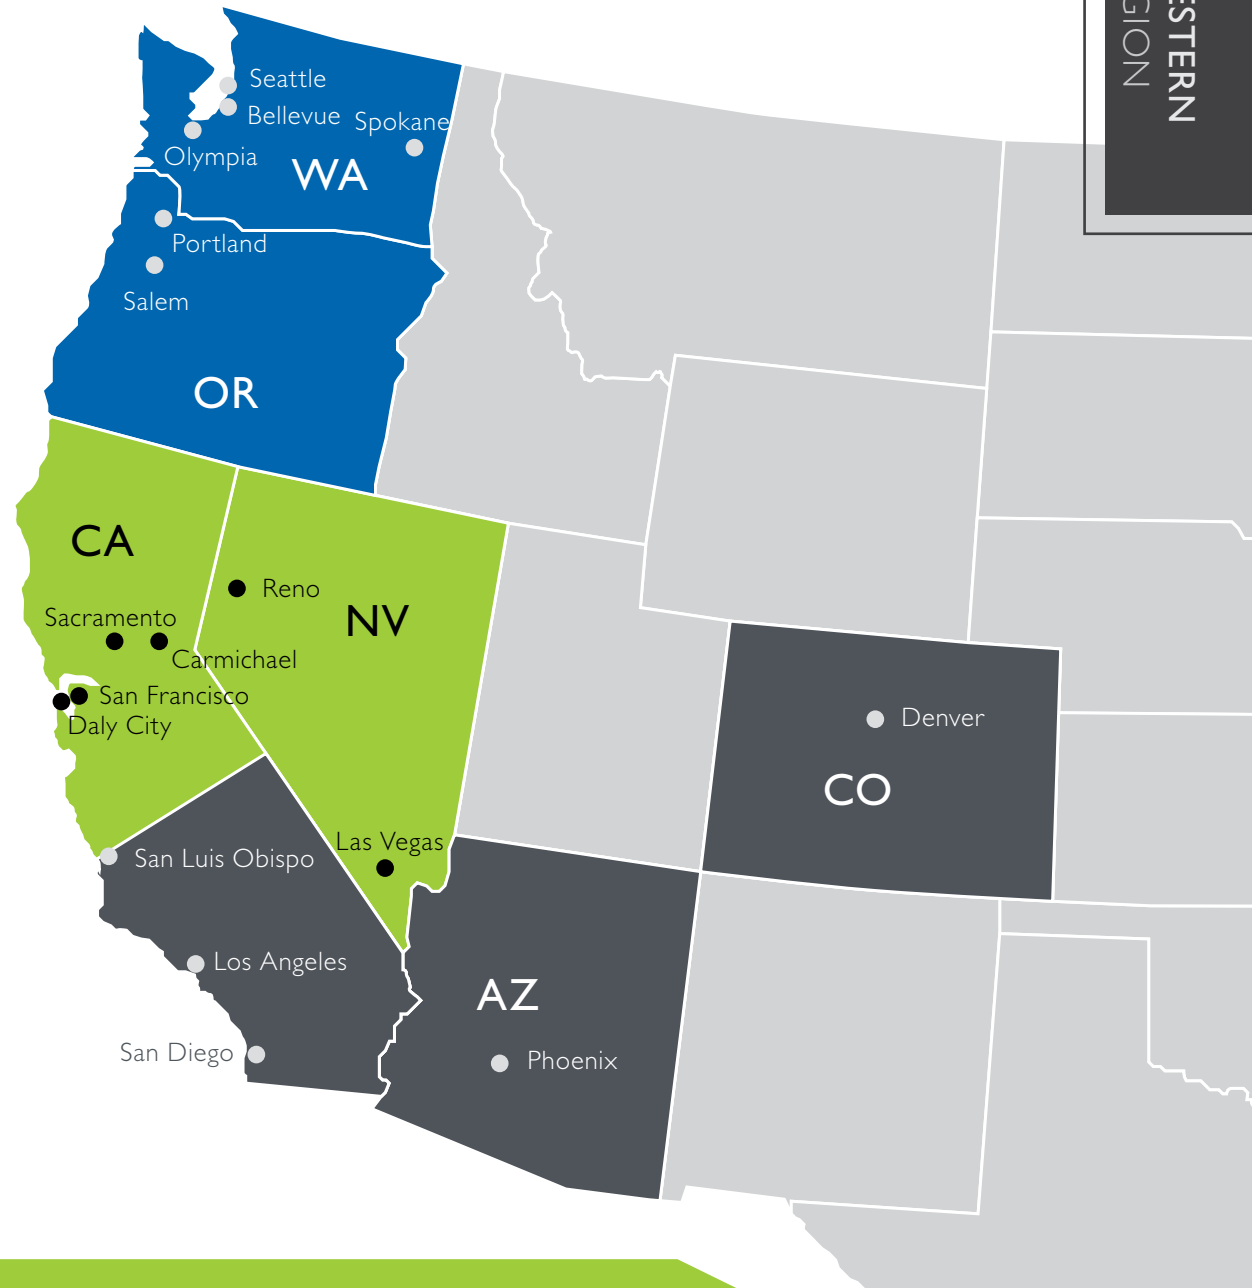 ESTERN
GION
Seattle
Bellevue
Spokane
Olympia
WA
Portland
Salem
OR
CA
Reno
NV
Sacramento
Carmichael
San Francisco
Daly City
Denver
CO
Las Vegas
San Luis Obispo
Los Angeles
AZ
San Diego
Phoenix